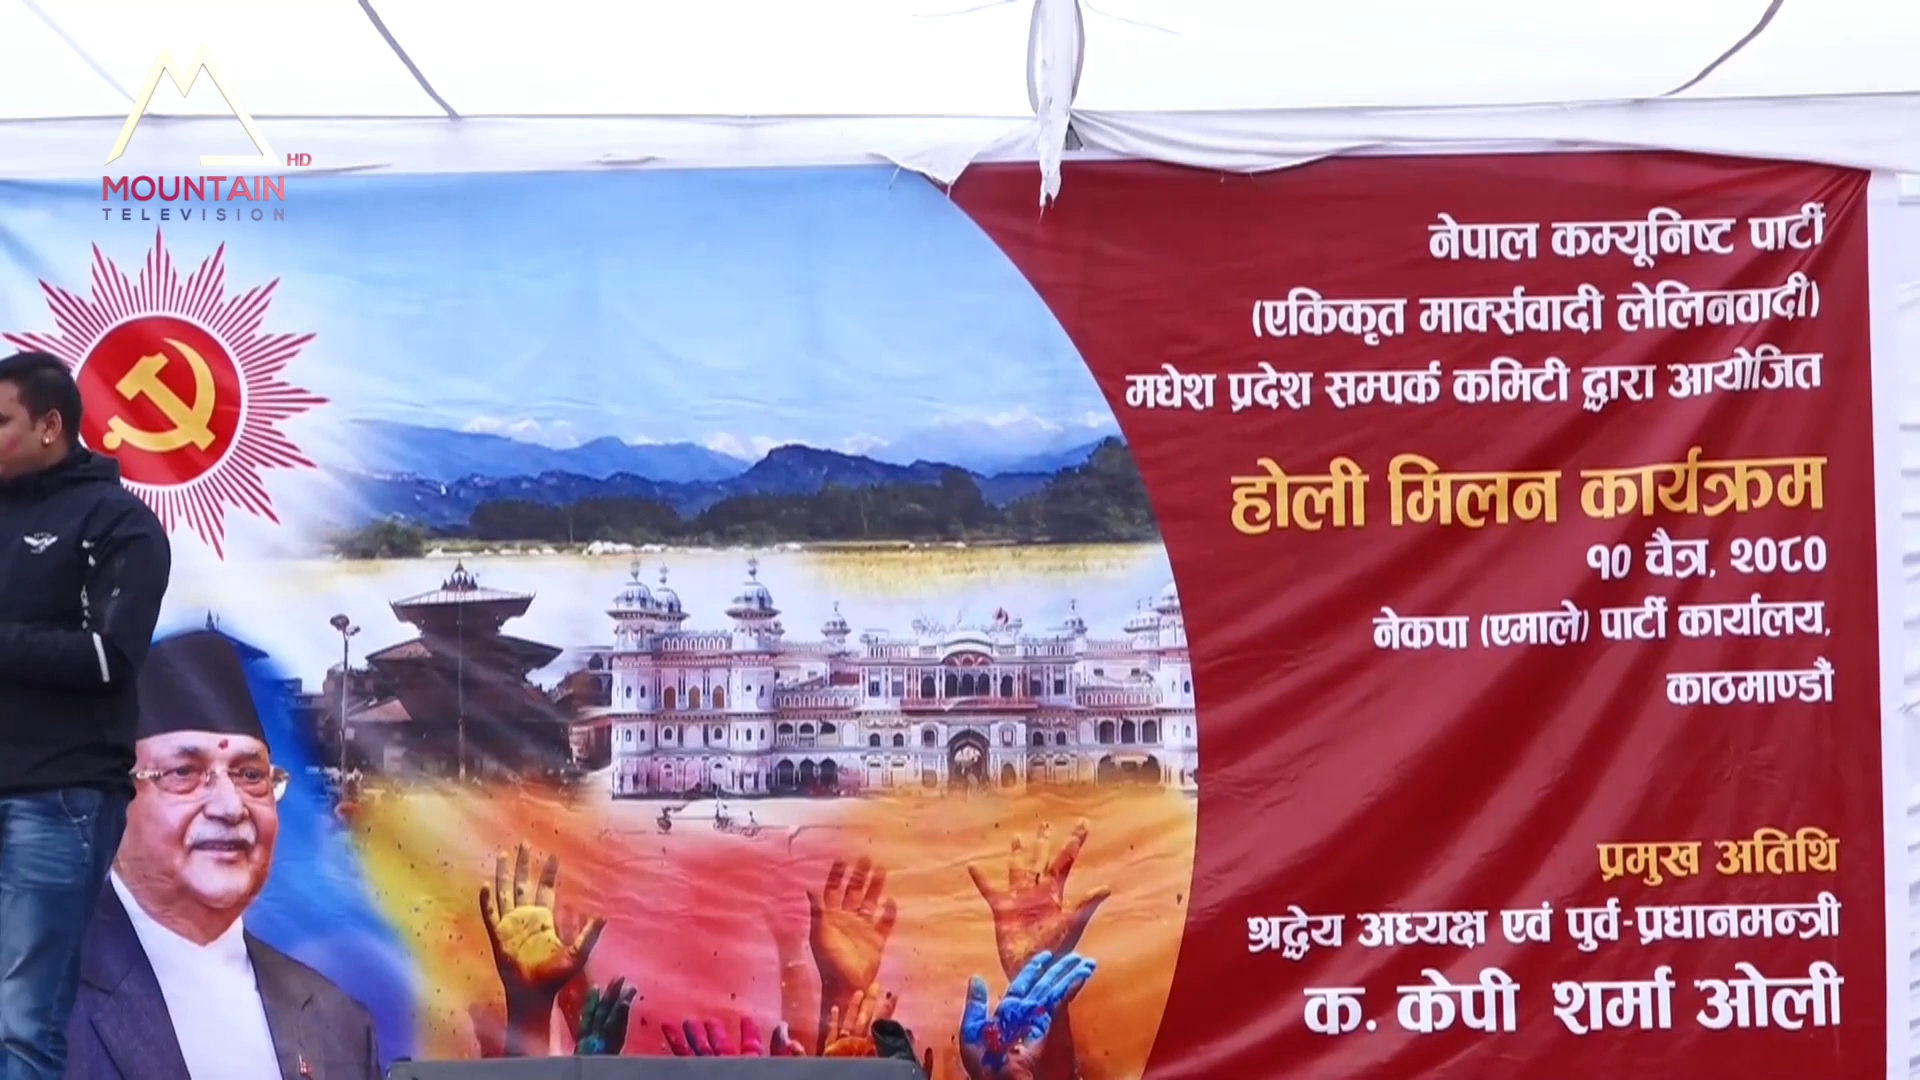 HD
MOUNTAIN
TELEVISION
नेपाल कम्यूनिष्ट पार्टी
(एकिकृत मार्क्सवादी लेलिनवादी)
मधेश प्रदेश सम्पर्क कमिटी द्वारा आयोजित
होली मिलन कार्यक्रम
१० चैत्र, २०८०
नेकपा (एमाले) पार्टी कार्यालय,
काठमाण्डौं
प्रमुख अतिथि
श्रद्धेय अध्यक्ष एवं पुर्व-प्रधानमन्त्री
क. केपी शर्मा ओली